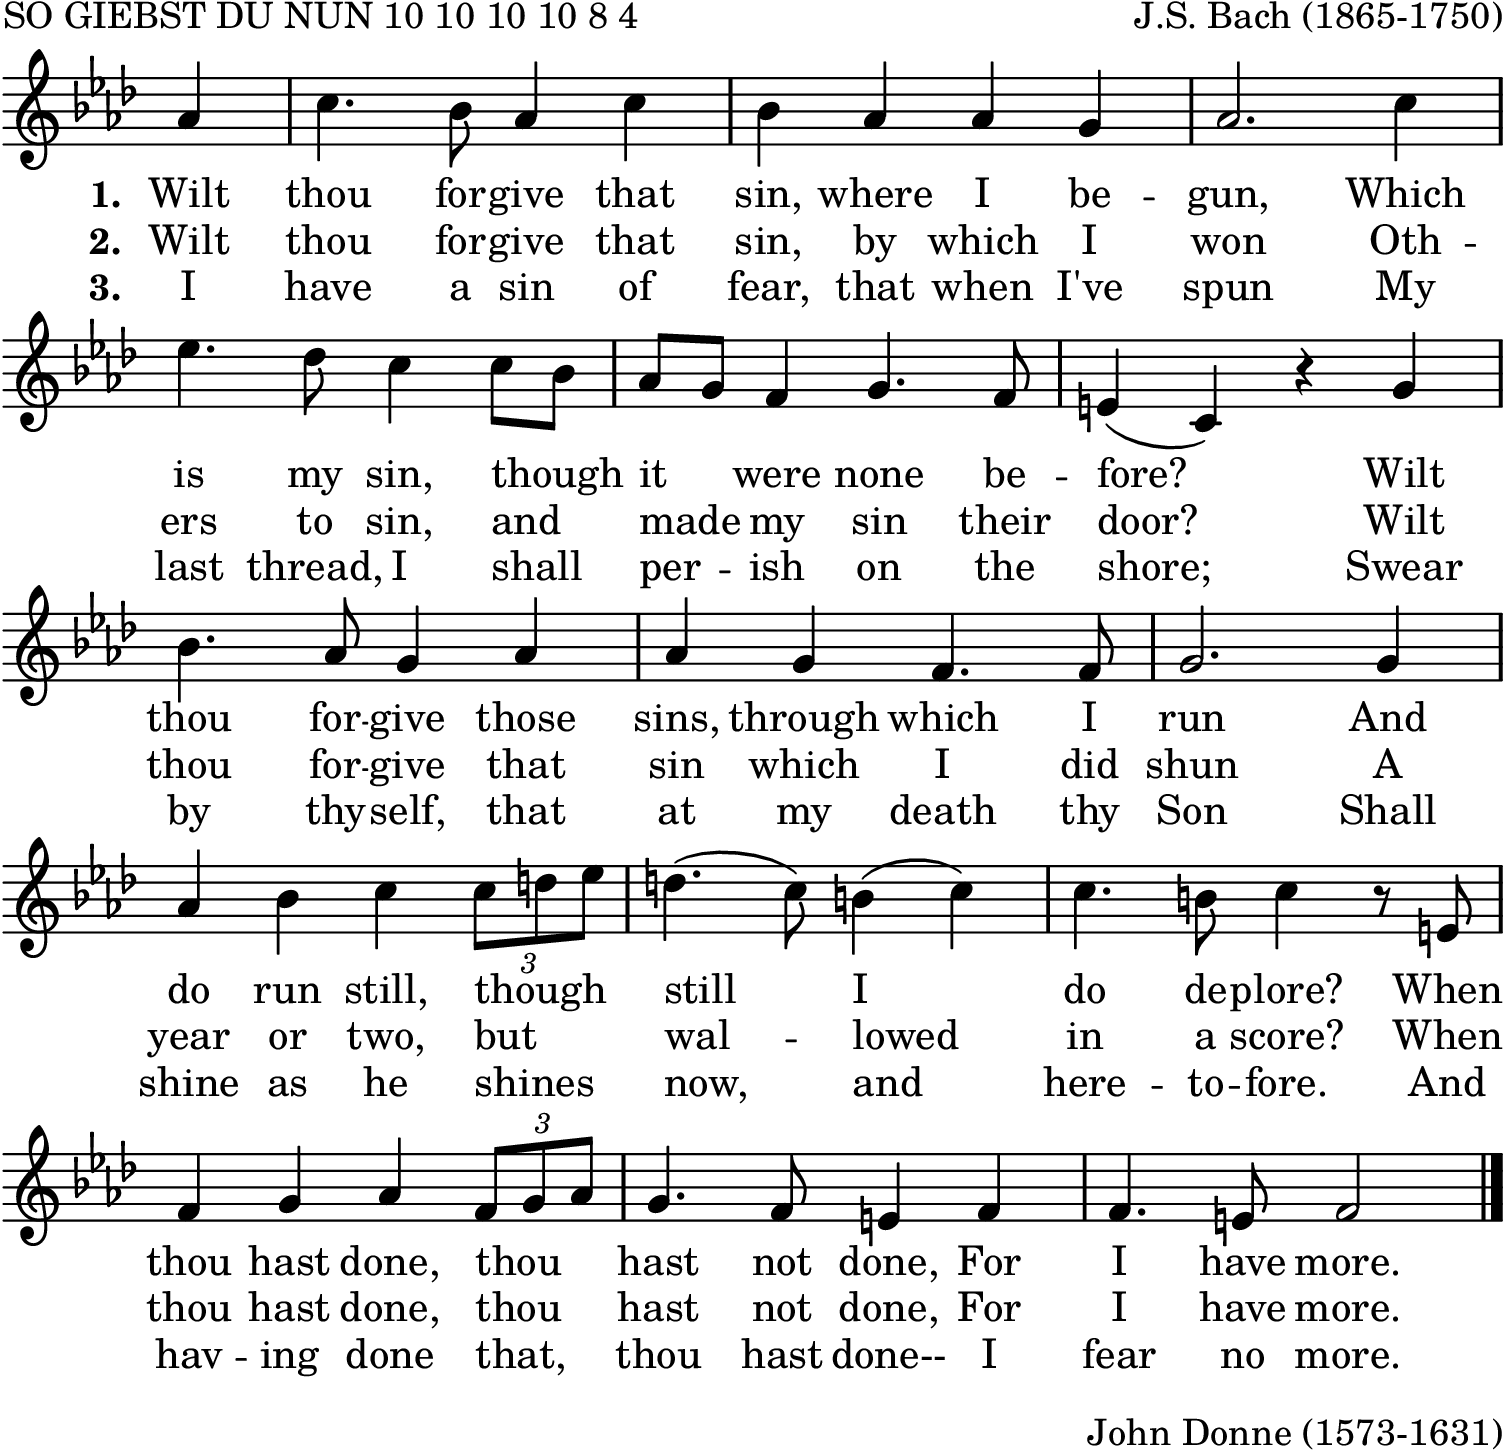 SO GIEBST DU NUN 10 10 10 10 8 4 J.S. Bach (1865-1750)
1. Wilt thou forgive that sin, where I be - gun, Which
2. Wilt thou forgive that sin, by which I won Oth -
3. I have a sin of fear, that when I've spun My
is my sin, though it were none be - fore? Wilt
ers to sin, and made my sin their door? Wilt
last thread, I shall per - ish on the shore; Swear
thou for-give those sins, through which I run And
thou for-give that sin which I did shun A
by thyself, that at my death thy Son Shall
3
do run still, though still I do deplore? When
year or two, but wal - lowed in a score? When
shine as he shines now, and here - to-fore. And
3
thou hast done, thou hast not done, For I have more.
thou hast done, thou hast not done, For I have more.
hav - ing done that, thou hast done-- I fear no more.
John Donne (1573-1631)